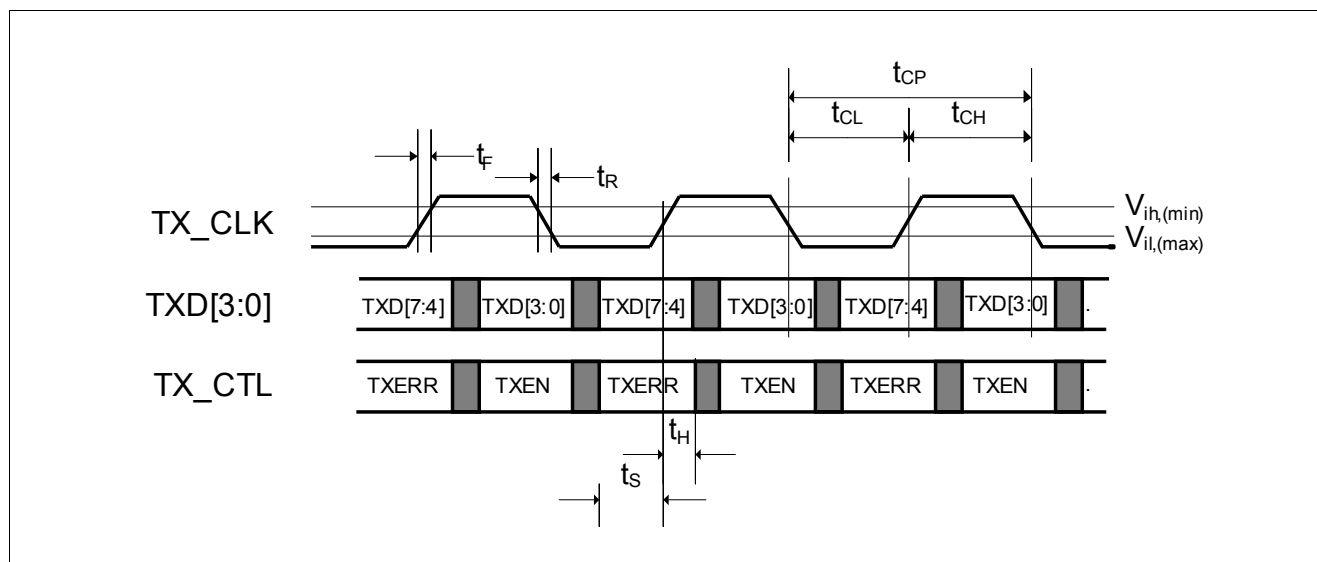 tCP
tCL tCH
tF
tR
TX_CLK
Vih,(min)
Vil,(max)
TXD[3:0] TXD[7:4] TXD[3:0] TXD[7:4] TXD[3:0] TXD[7:4] TXD[3:0] .
TX_CTL TXERR TXEN TXERR TXEN TXERR TXEN .
tH
tS